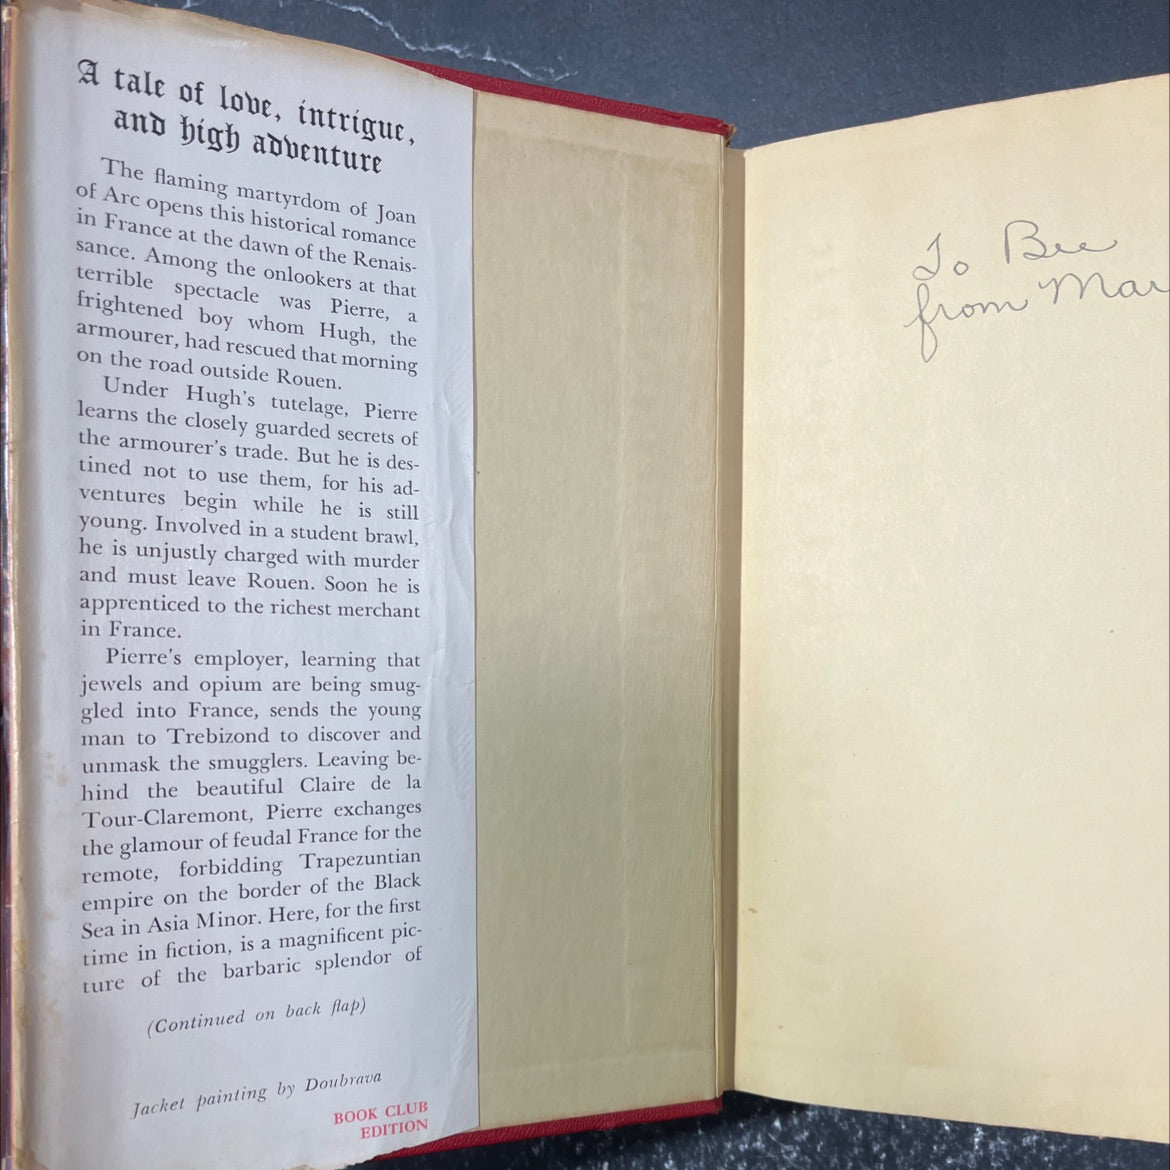 A tale of love, intrigue,
and high adventure
The flaming martyrdom of Joan
of Arc opens this historical romance
in France at the dawn of the Renais-
sance. Among the onlookers at that
terrible spectacle was Pierre, a
frightened boy whom Hugh, the
armourer, had rescued that morning
on the road outside Rouen.
Under Hugh's tutelage, Pierre
learns the closely guarded secrets of
the armourer's trade. But he is des-
tined not to use them, for his ad-
ventures begin while he is still
young. Involved in a student brawl,
he is unjustly charged with murder
and must leave Rouen. Soon he is
apprenticed to the richest merchant
in France.
Pierre's employer, learning that
jewels and opium are being smug-
gled into France, sends the young
man to Trebizond to discover and
unmask the smugglers. Leaving be-
hind the beautiful Claire de la
Tour-Claremont, Pierre exchanges
the glamour of feudal France for the
remote, forbidding Trapezuntian
empire on the border of the Black
Sea in Asia Minor. Here, for the first
time in fiction, is a magnificent pic-
ture of the barbaric splendor of
(Continued on back flap)
Jacket painting by Doubrava
BOOK CLUB
EDITION
To Bee
from Mar